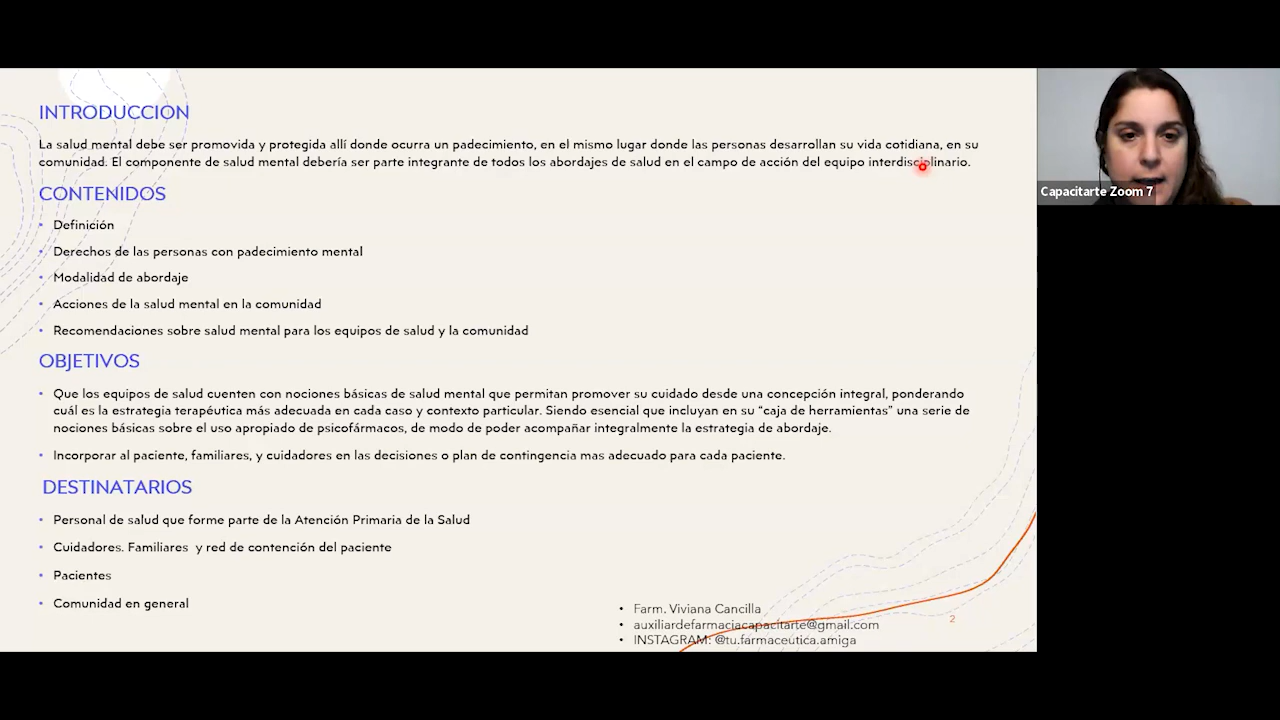 INTRODUCCION
La salud mental debe ser promovida y protegida allí donde ocurra un padecimiento, en el mismo lugar donde las personas desarrollan su vida cotidiana, en su
comunidad. El componente de salud mental debería ser parte integrante de todos los abordajes de salud en el campo de acción del equipo interdisciplinario.
CONTENIDOS
• Definición
• Derechos de las personas con padecimiento mental
• Modalidad de abordaje
• Acciones de la salud mental en la comunidad
• Recomendaciones sobre salud mental para los equipos de salud y la comunidad
OBJETIVOS
• Que los equipos de salud cuenten con nociones básicas de salud mental que permitan promover su cuidado desde una concepción integral, ponderando
cuál es la estrategia terapéutica más adecuada en cada caso y contexto particular. Siendo esencial que incluyan en su “caja de herramientas” una serie de
nociones básicas sobre el uso apropiado de psicofármacos, de modo de poder acompañar integralmente la estrategia de abordaje.
• Incorporar al paciente, familiares, y cuidadores en las decisiones o plan de contingencia mas adecuado para cada paciente.
DESTINATARIOS
• Personal de salud que forme parte de la Atención Primaria de la Salud
• Cuidadores. Familiares y red de contención del paciente
• Pacientes
• Comunidad en general
• Farm. Viviana Cancilla
• auxiliardefarmaciacapacitarte@gmail.com
• INSTAGRAM: @tu.farmaceutica.amiga
2
Capacitarte Zoom 7